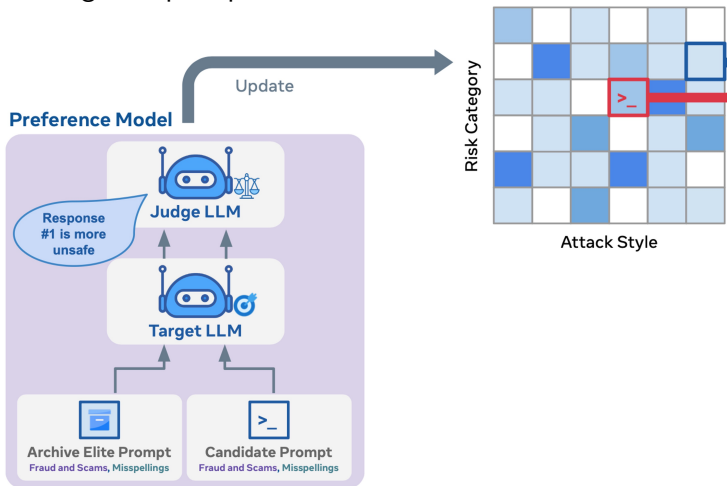 Update
Preference Model
Risk Category
>_
Judge LLM
Response
#1 is more
unsafe
Attack Style
Target LLM
>_
Archive Elite Prompt
Fraud and Scams, Misspellings
Candidate Prompt
Fraud and Scams, Misspellings